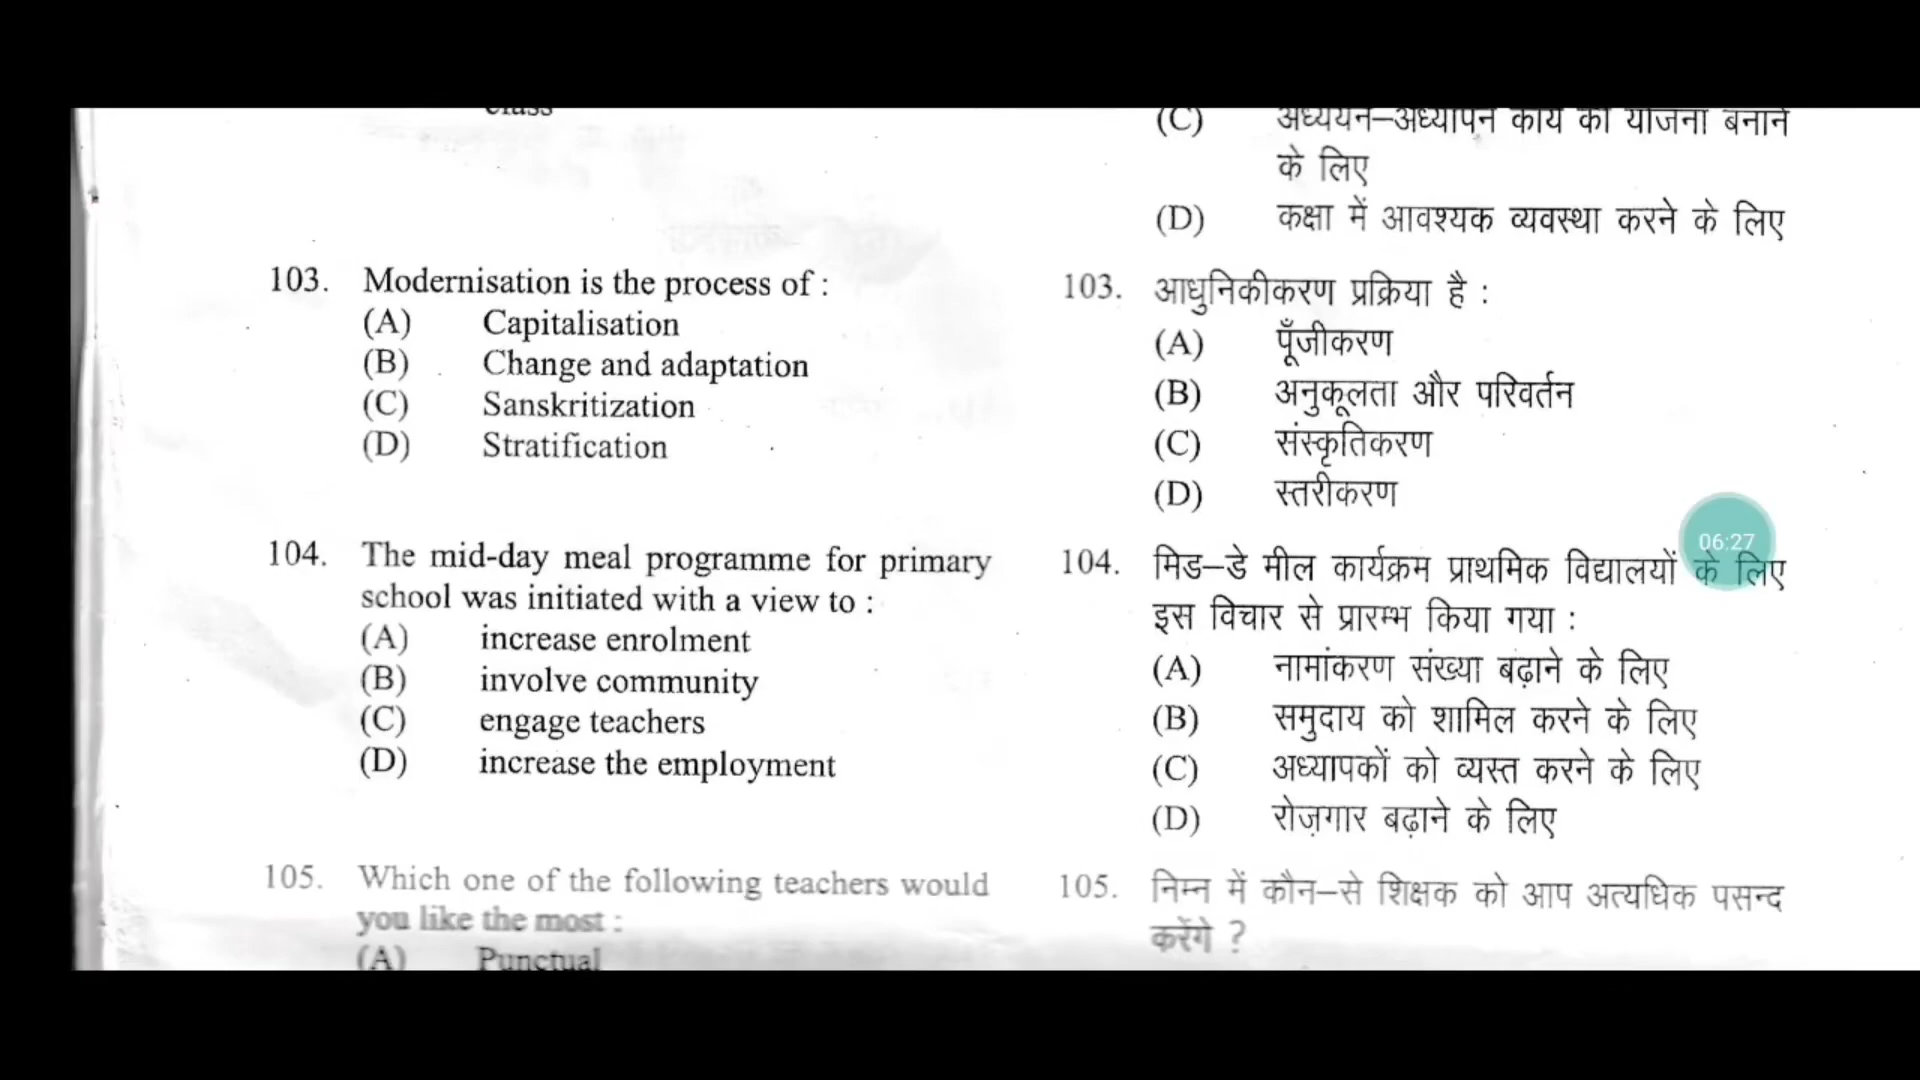 class
103. Modernisation is the process of :
(A) Capitalisation
(B) Change and adaptation
(C) Sanskritization
(D) Stratification
104. The mid-day meal programme for primary
school was initiated with a view to :
(A) increase enrolment
(B) involve community
(C) engage teachers
(D) increase the employment
105. Which one of the following teachers would
you like the most :
(A) Punctual
(C) अध्ययन–अध्यापन कार्य की योजना बनाने
के लिए
(D) कक्षा में आवश्यक व्यवस्था करने के लिए
103. आधुनिकीकरण प्रक्रिया है :
(A) पूँजीकरण
(B) अनुकूलता और परिवर्तन
(C) संस्कृतिकरण
(D) स्तरीकरण
06:27
104. मिड–डे मील कार्यक्रम प्राथमिक विद्यालयों के लिए
इस विचार से प्रारम्भ किया गया :
(A) नामांकरण संख्या बढ़ाने के लिए
(B) समुदाय को शामिल करने के लिए
(C) अध्यापकों को व्यस्त करने के लिए
(D) रोज़गार बढ़ाने के लिए
105. निम्न में कौन–से शिक्षक को आप अत्यधिक पसन्द
करेंगे ?